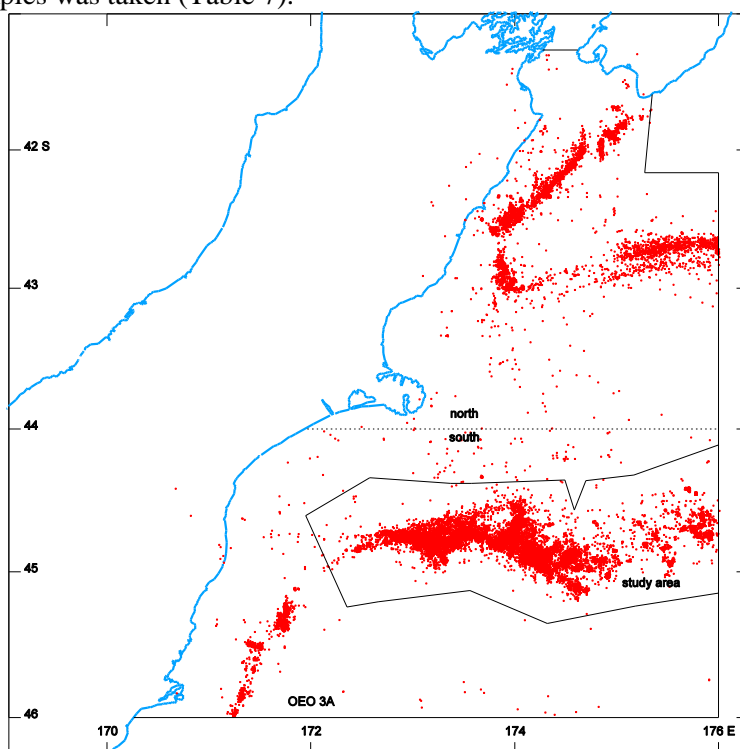 ples was taken (Table 7).
42 S
43
44
north
south
45
study area
OEO 3A
46
170
172
174
176 E